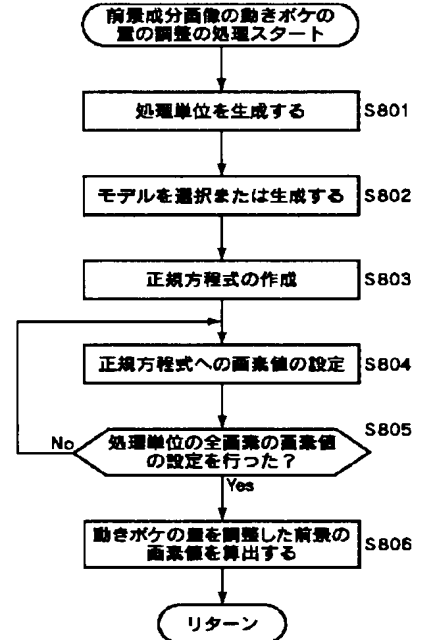 前景成分画像の動きボケの
量の調整の処理スタート
処理単位を生成する
S801
モデルを選択または生成する
S802
正規方程式の作成
S803
正規方程式への画素値の設定
S804
処理単位の全画素の画素値
の設定を行った?
S805
No
Yes
動きボケの量を調整した前景の
画素値を算出する
S806
リターン